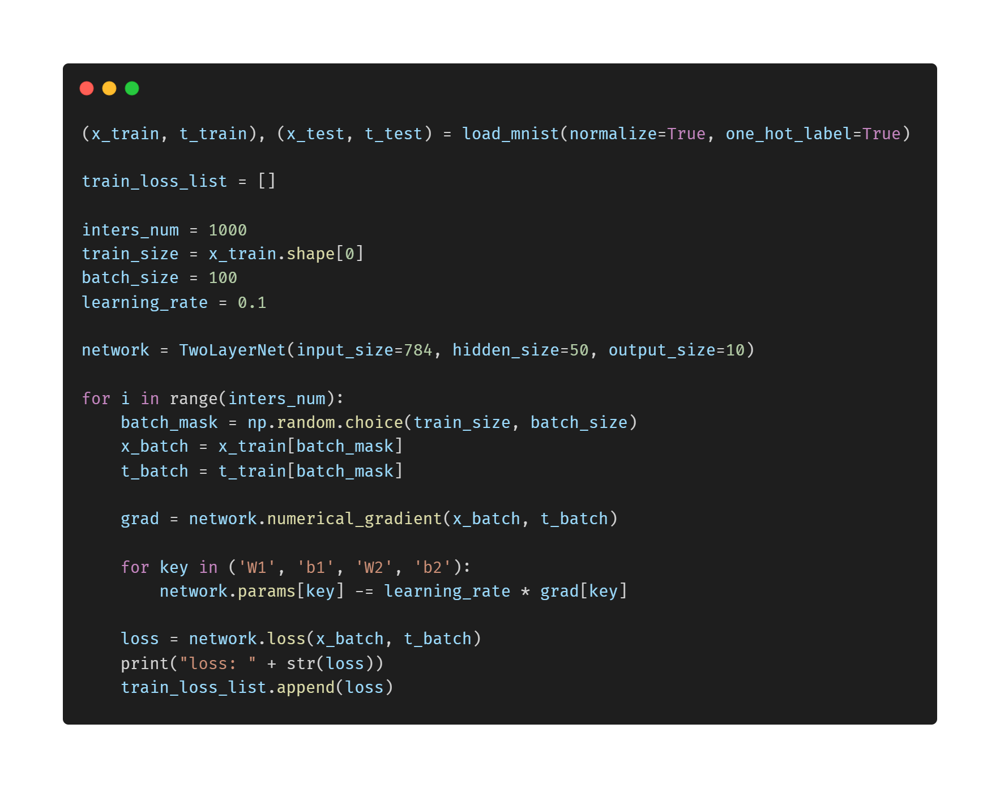 (x_train, t_train), (x_test, t_test) = load_mnist(normalize=True, one_hot_label=True)

train_loss_list = []

inters_num = 1000
train_size = x_train.shape[0]
batch_size = 100
learning_rate = 0.1

network = TwoLayerNet(input_size=784, hidden_size=50, output_size=10)

for i in range(inters_num):
    batch_mask = np.random.choice(train_size, batch_size)
    x_batch = x_train[batch_mask]
    t_batch = t_train[batch_mask]

    grad = network.numerical_gradient(x_batch, t_batch)

    for key in ('W1', 'b1', 'W2', 'b2'):
        network.params[key] -= learning_rate * grad[key]

    loss = network.loss(x_batch, t_batch)
    print("loss: " + str(loss))
    train_loss_list.append(loss)